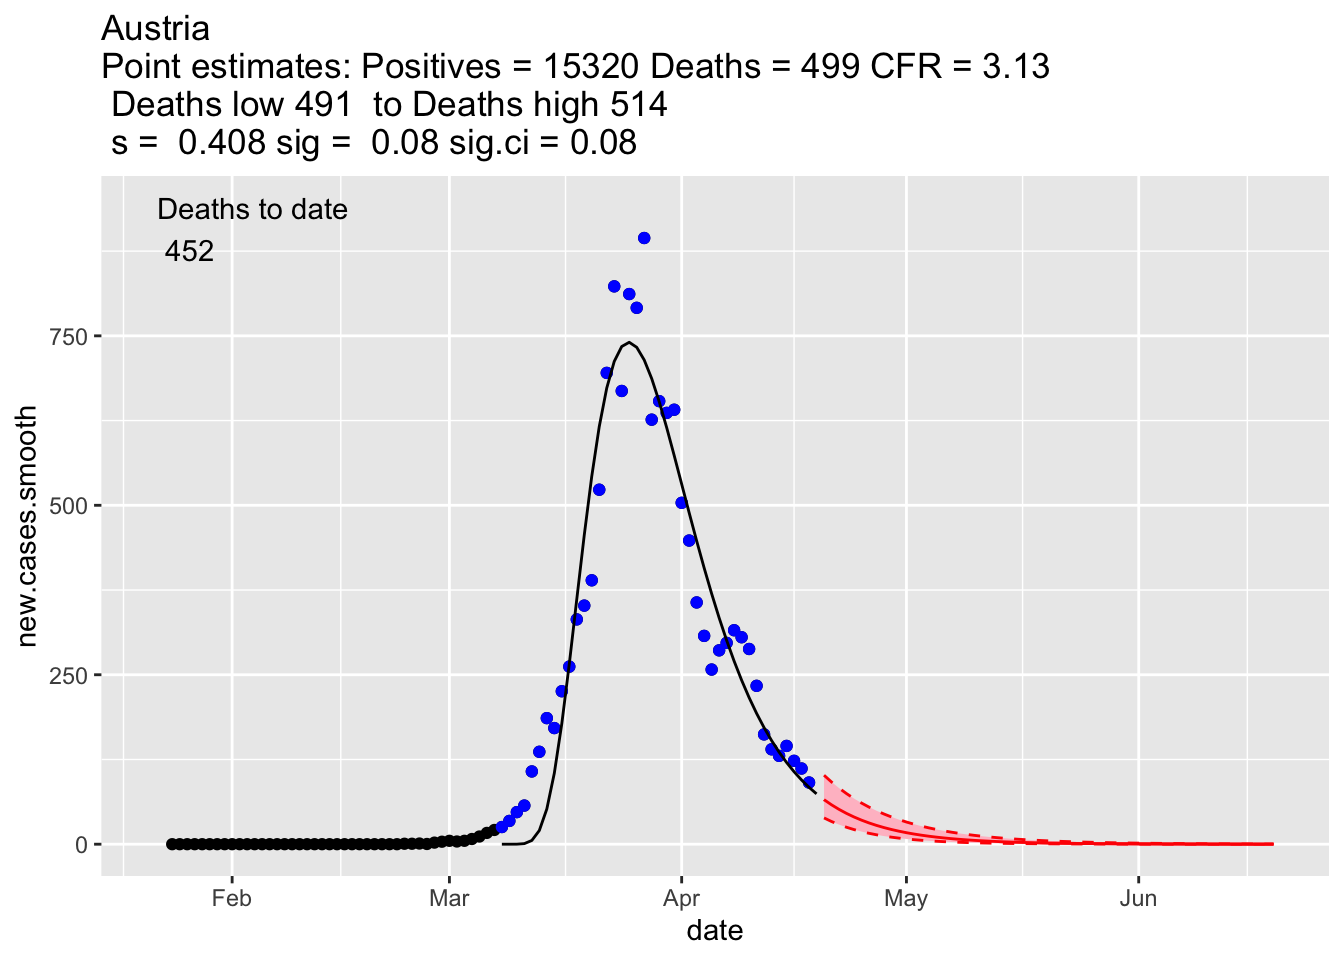 Austria
Point estimates: Positives = 15320 Deaths = 499 CFR = 3.13
Deaths low 491 to Deaths high 514
s = 0.408 sig = 0.08 sig.ci = 0.08
Deaths to date
452
new.cases.smooth
750
500
250
0
Feb Mar Apr May Jun
date